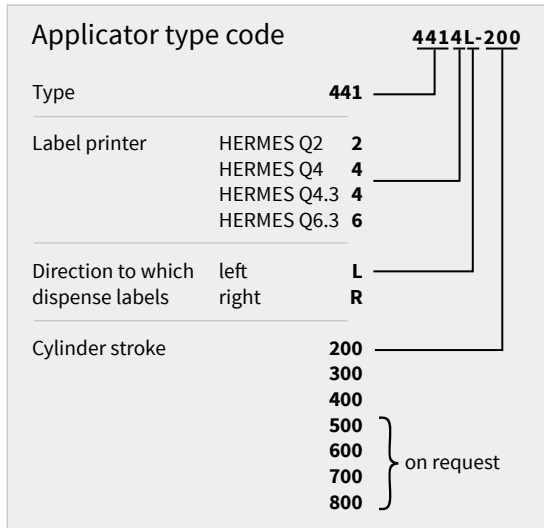 Applicator type code 4414L-200
Type 441
Label printer HERMES Q2 2
HERMES Q4 4
HERMES Q4.3 4
HERMES Q6.3 6
Direction to which left L
dispense labels right R
Cylinder stroke 200
300
400
500
600
on request
700
800